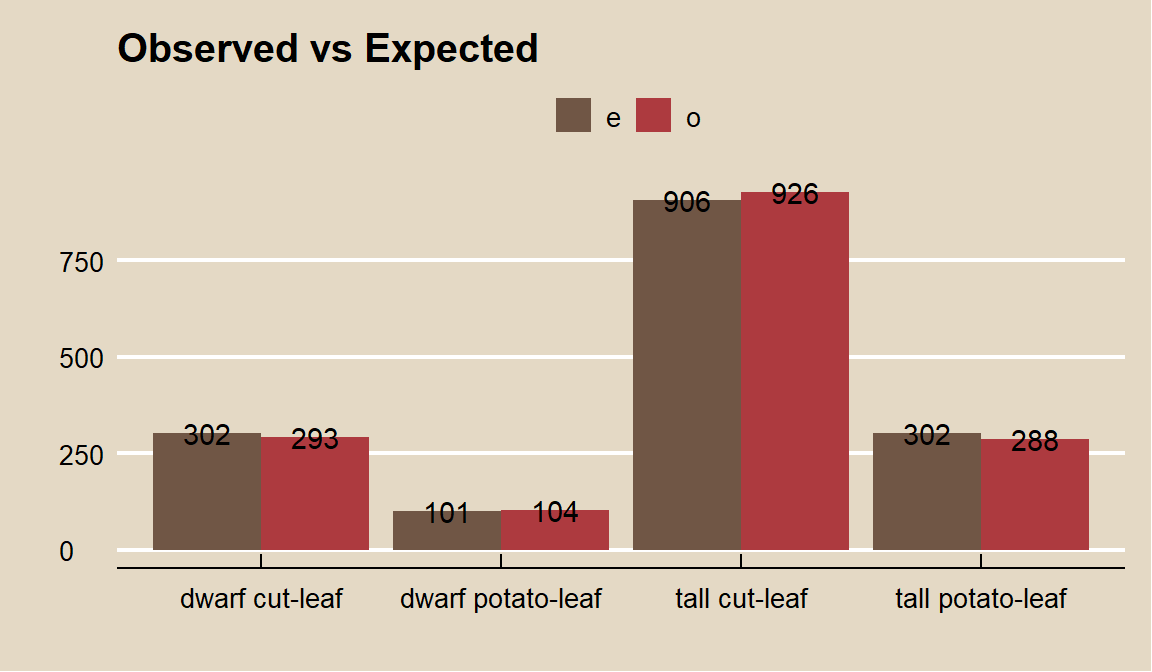 Observed vs Expected
e o
906 926
750
500
302 293 302 288
250
101 104
0
dwarf cut-leaf dwarf potato-leaf tall cut-leaf tall potato-leaf